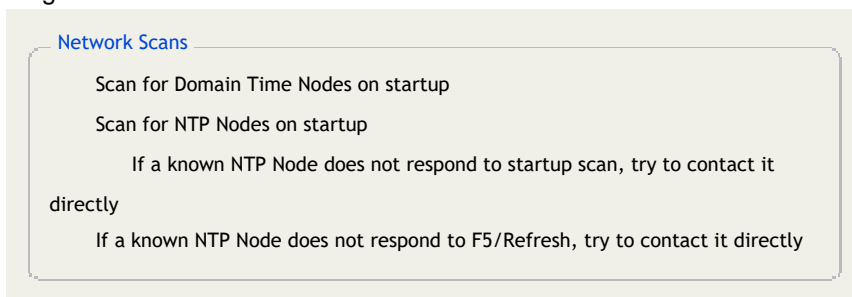 Network Scans
Scan for Domain Time Nodes on startup
Scan for NTP Nodes on startup
If a known NTP Node does not respond to startup scan, try to contact it
directly
If a known NTP Node does not respond to F5/Refresh, try to contact it directly